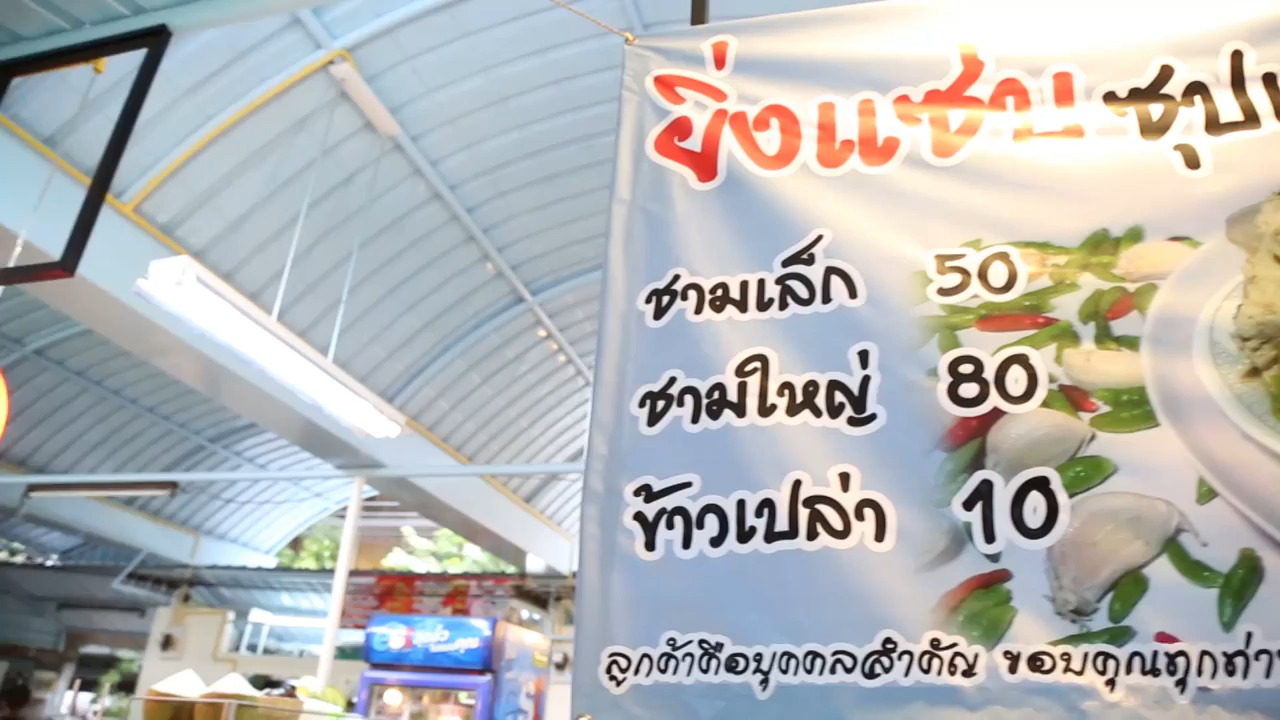 ยิ่งแซบ ซุป
ชามเล็ก 50
ชามใหญ่ 80
ข้าวเปล่า 10
ลูกค้าคือบุคคลสำคัญ ขอบคุณทุกท่า